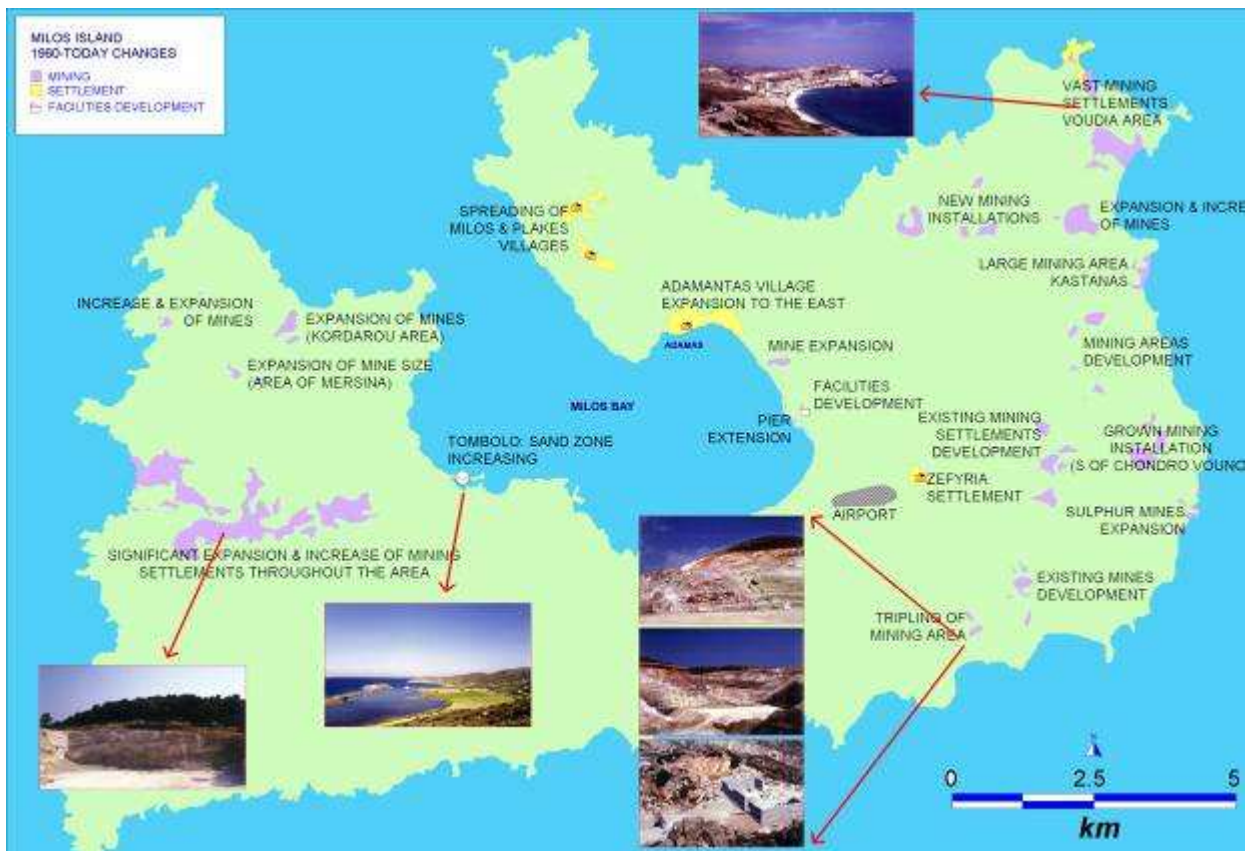 MILOS ISLAND
1960-TODAY CHANGES
MINING
SETTLEMENT
FACILITIES DEVELOPMENT
VAST MINING
SETTLEMENTS
VOUDIA AREA
SPREADING OF
MILOS & PLAKES
VILLAGES
NEW MINING
INSTALLATIONS
EXPANSION & INCRE
OF MINES
LARGE MINING AREA
KASTANAS
ADAMANTAS VILLAGE
EXPANSION TO THE EAST
ADAMAS
INCREASE & EXPANSION
OF MINES
EXPANSION OF MINES
(KORDAROU AREA)
EXPANSION OF MINE SIZE
(AREA OF MERSINA)
MINE EXPANSION
MINING AREAS
DEVELOPMENT
MILOS BAY
FACILITIES
DEVELOPMENT
PIER
EXTENSION
EXISTING MINING
SETTLEMENTS
DEVELOPMENT
GROWN MINING
INSTALLATION
(S OF CHONDRO VOUNO
TOMBOLO: SAND ZONE
INCREASING
ZEFYRIA
SETTLEMENT
AIRPORT
SULPHUR MINES
EXPANSION
SIGNIFICANT EXPANSION & INCREASE OF MINING
SETTLEMENTS THROUGHOUT THE AREA
EXISTING MINES
DEVELOPMENT
TRIPLING OF
MINING AREA
0 2.5 5
km